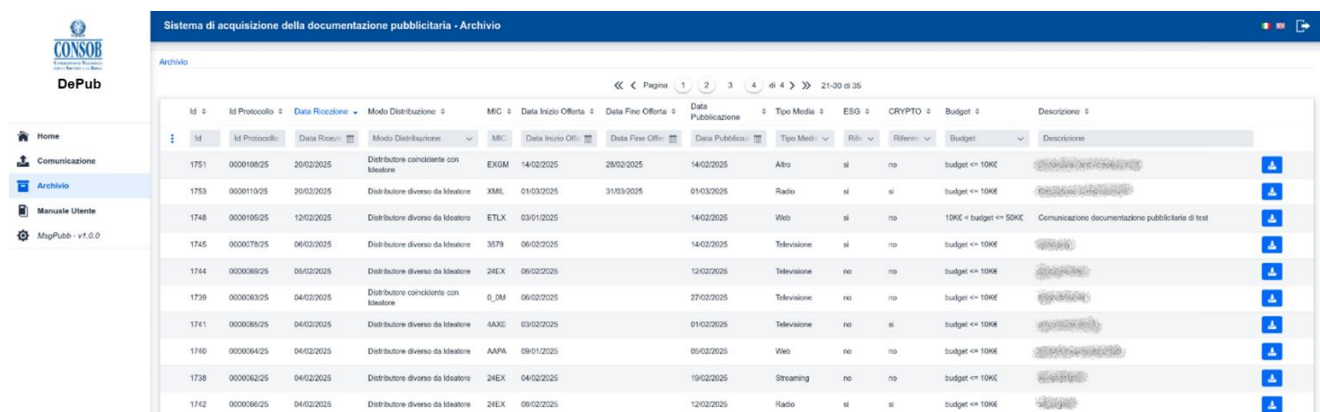 Sistema di acquisizione della documentazione pubblicitaria - Archivio
CONSOB
DePub
Home
Comunicazione
Archivio
Manuale Utente
MsgPubb - v1.0.0
Archivio
Pagina 1 2 3 4 di 4 21-30 di 35
Id Id Protocollo Data Ricezione Modo Distribuzione MIC Data Inizio Offerta Data Fine Offerta Data Pubblicazione Tipo Media ESG CRYPTO Budget Descrizione
Id Id Protocollo Data Ricezi Modo Distribuzione MIC Data Inizio Offe Data Fine Offer Data Pubblica Tipo Medi Rife Riferim Budget Descrizione
1751 0000108/25 20/02/2025 Distributore coincidente con Ideatore EXGM 14/02/2025 28/02/2025 14/02/2025 Altro si no budget <= 10K€
1753 0000110/25 20/02/2025 Distributore diverso da Ideatore XMIL 01/03/2025 31/03/2025 01/03/2025 Radio si si budget <= 10K€
1748 0000105/25 12/02/2025 Distributore diverso da Ideatore ETLX 03/01/2025 14/02/2025 Web si no 10K€ < budget <= 50K€ Comunicazione documentazione pubblicitaria di test
1745 0000078/25 06/02/2025 Distributore diverso da Ideatore 3579 06/02/2025 14/02/2025 Televisione si no budget <= 10K€
1744 0000069/25 05/02/2025 Distributore diverso da Ideatore 24EX 06/02/2025 12/02/2025 Televisione no no budget <= 10K€
1739 0000063/25 04/02/2025 Distributore coincidente con Ideatore 0_0M 06/02/2025 27/02/2025 Televisione no no budget <= 10K€
1741 0000065/25 04/02/2025 Distributore diverso da Ideatore 4AXE 03/02/2025 01/02/2025 Televisione no si budget <= 10K€
1740 0000064/25 04/02/2025 Distributore diverso da Ideatore AAPA 09/01/2025 05/02/2025 Web no no budget <= 10K€
1738 0000062/25 04/02/2025 Distributore diverso da Ideatore 24EX 04/02/2025 19/02/2025 Streaming no no budget <= 10K€
1742 0000066/25 04/02/2025 Distributore diverso da Ideatore 24EX 08/02/2025 12/02/2025 Radio si si budget <= 10K€